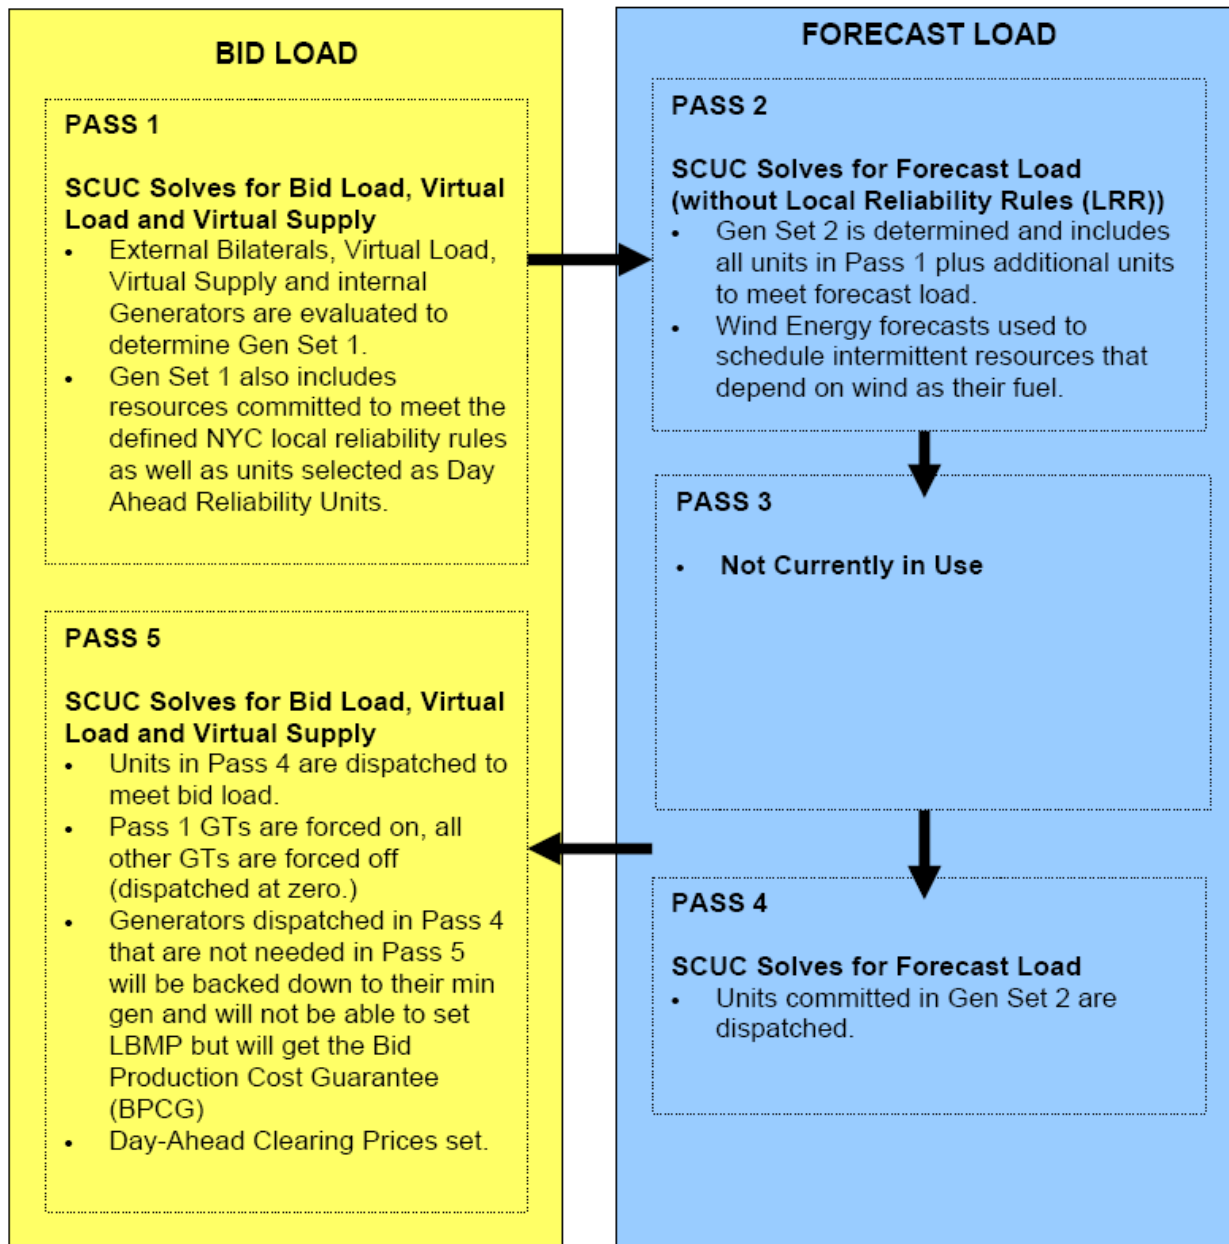 BID LOAD
PASS 1
SCUC Solves for Bid Load, Virtual
Load and Virtual Supply
• External Bilaterals, Virtual Load,
Virtual Supply and internal
Generators are evaluated to
determine Gen Set 1.
• Gen Set 1 also includes
resources committed to meet the
defined NYC local reliability rules
as well as units selected as Day
Ahead Reliability Units.
FORECAST LOAD
PASS 2
SCUC Solves for Forecast Load
(without Local Reliability Rules (LRR))
• Gen Set 2 is determined and includes
all units in Pass 1 plus additional units
to meet forecast load.
• Wind Energy forecasts used to
schedule intermittent resources that
depend on wind as their fuel.
PASS 3
• Not Currently in Use
PASS 4
SCUC Solves for Forecast Load
• Units committed in Gen Set 2 are
dispatched.
PASS 5
SCUC Solves for Bid Load, Virtual
Load and Virtual Supply
• Units in Pass 4 are dispatched to
meet bid load.
• Pass 1 GTs are forced on, all
other GTs are forced off
(dispatched at zero.)
• Generators dispatched in Pass 4
that are not needed in Pass 5
will be backed down to their min
gen and will not be able to set
LBMP but will get the Bid
Production Cost Guarantee
(BPCG)
• Day-Ahead Clearing Prices set.